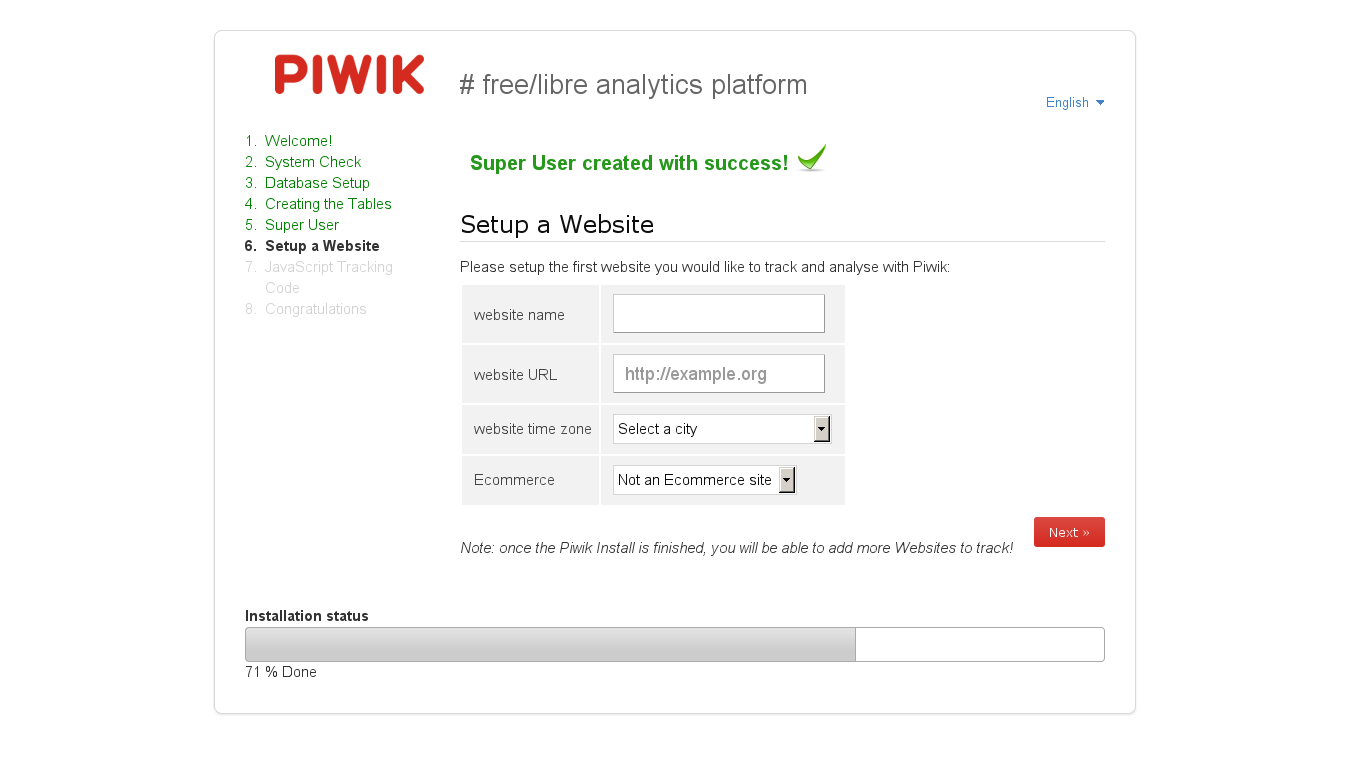 PIWIK
# free/libre analytics platform
English
1. Welcome!
2. System Check
3. Database Setup
4. Creating the Tables
5. Super User
6. Setup a Website
7. JavaScript Tracking
Code
8. Congratulations
Super User created with success!
Setup a Website
Please setup the first website you would like to track and analyse with Piwik:
website name
website URL
http://example.org
website time zone
Select a city
Ecommerce
Not an Ecommerce site
Next »
Note: once the Piwik Install is finished, you will be able to add more Websites to track!
Installation status
71 % Done